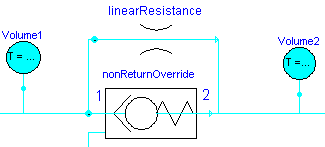 linearResistance
Volume1
T = ...
Volume2
T = ...
nonReturnOverride
1
2